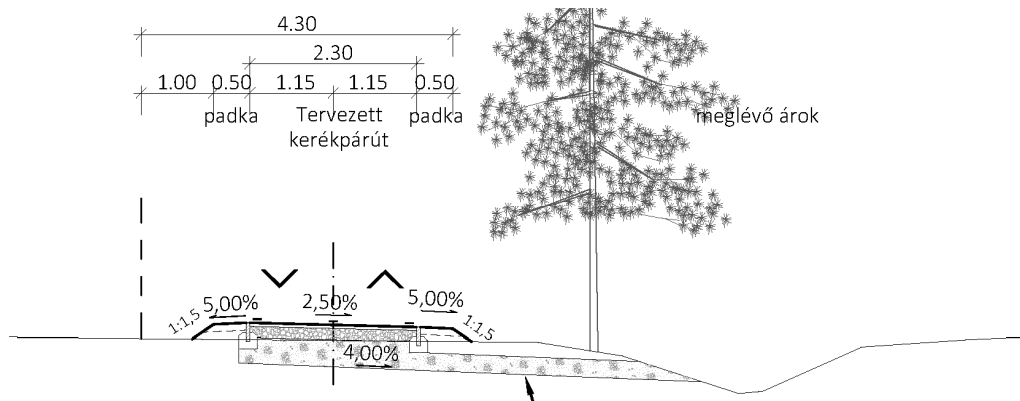 4.30
2.30
1.00 0.50 1.15 1.15 0.50
padka Tervezett padka meglévő árok
kerékpárút
5,00% 2,50% 5,00%
1:1,5 1:1,5
4,00%